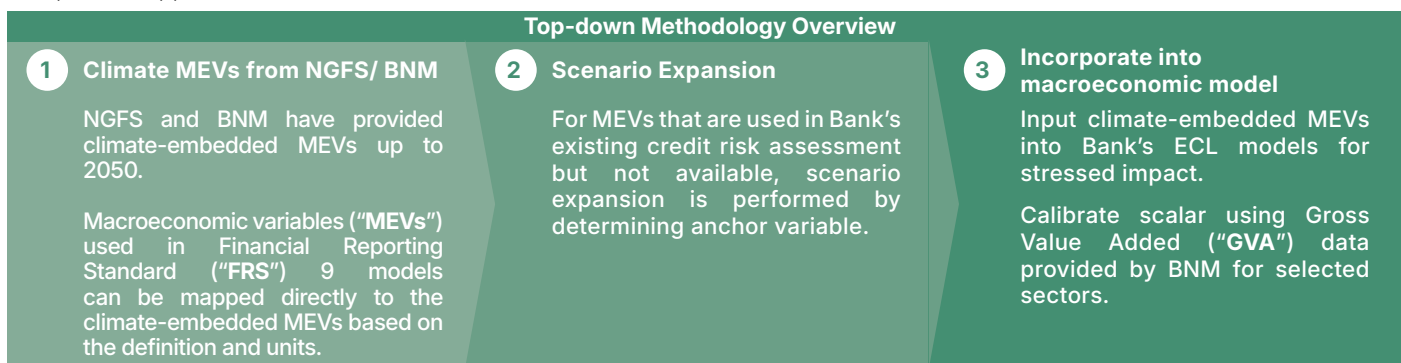 Top-down Methodology Overview
1 Climate MEVs from NGFS/ BNM
NGFS and BNM have provided
climate-embedded MEVs up to
2050.
Macroeconomic variables (“MEVs”)
used in Financial Reporting
Standard (“FRS”) 9 models
can be mapped directly to the
climate-embedded MEVs based on
the definition and units.
2 Scenario Expansion
For MEVs that are used in Bank’s
existing credit risk assessment
but not available, scenario
expansion is performed by
determining anchor variable.
3 Incorporate into
macroeconomic model
Input climate-embedded MEVs
into Bank’s ECL models for
stressed impact.
Calibrate scalar using Gross
Value Added (“GVA”) data
provided by BNM for selected
sectors.